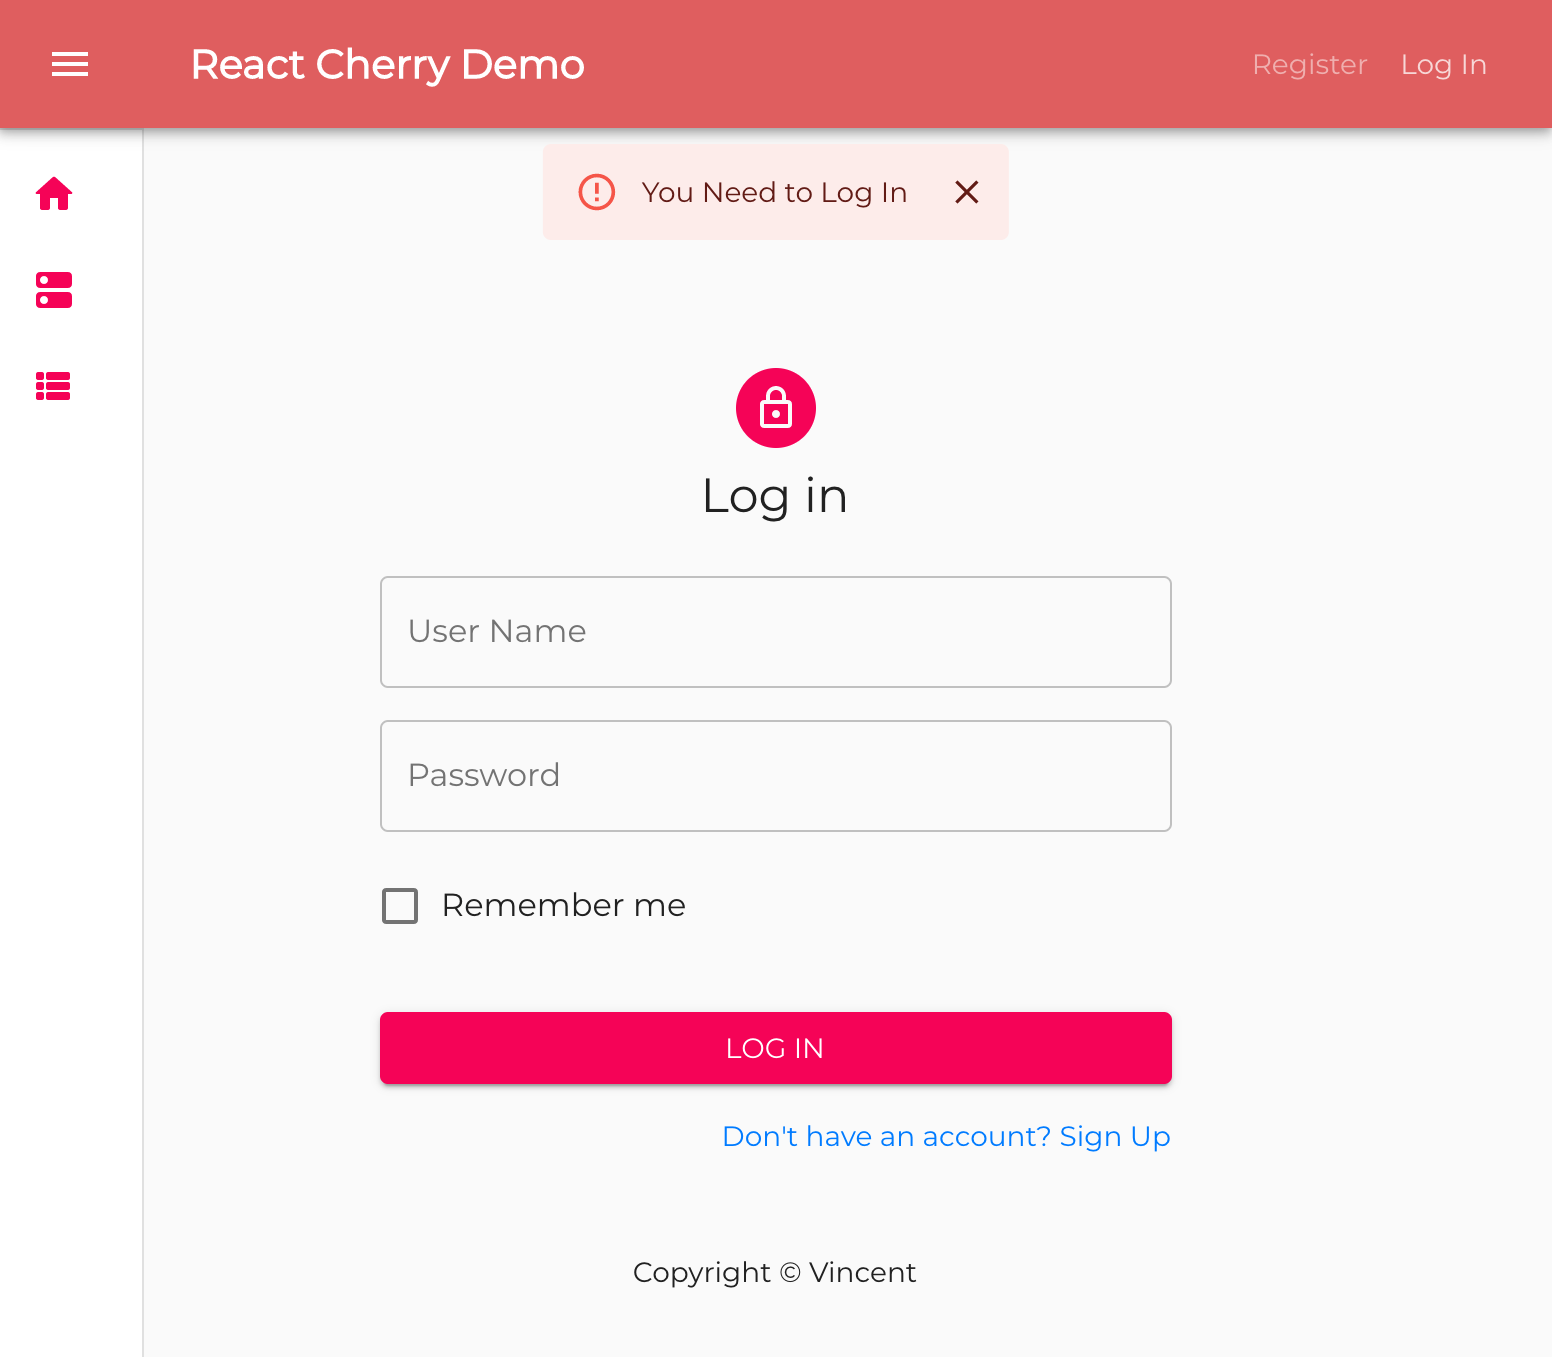 React Cherry Demo
Register
Log In
You Need to Log In
Log in
User Name
Password
Remember me
LOG IN
Don't have an account? Sign Up
Copyright © Vincent